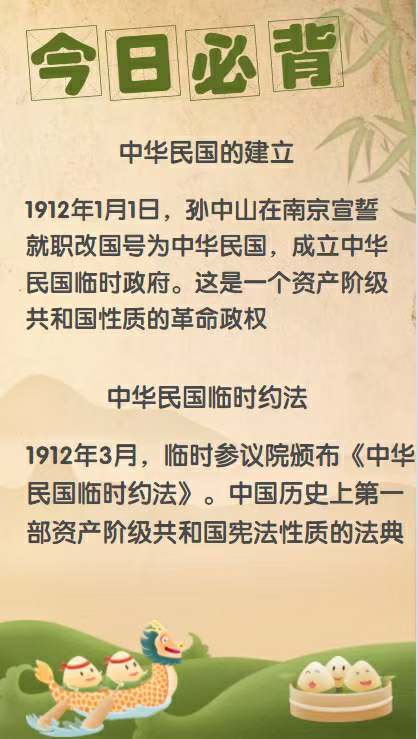 今日必背
中华民国的建立
1912年1月1日，孙中山在南京宣誓
就职改国号为中华民国，成立中华
民国临时政府。这是一个资产阶级
共和国性质的革命政权
中华民国临时约法
1912年3月，临时参议院颁布《中华
民国临时约法》。中国历史上第一
部资产阶级共和国宪法性质的法典